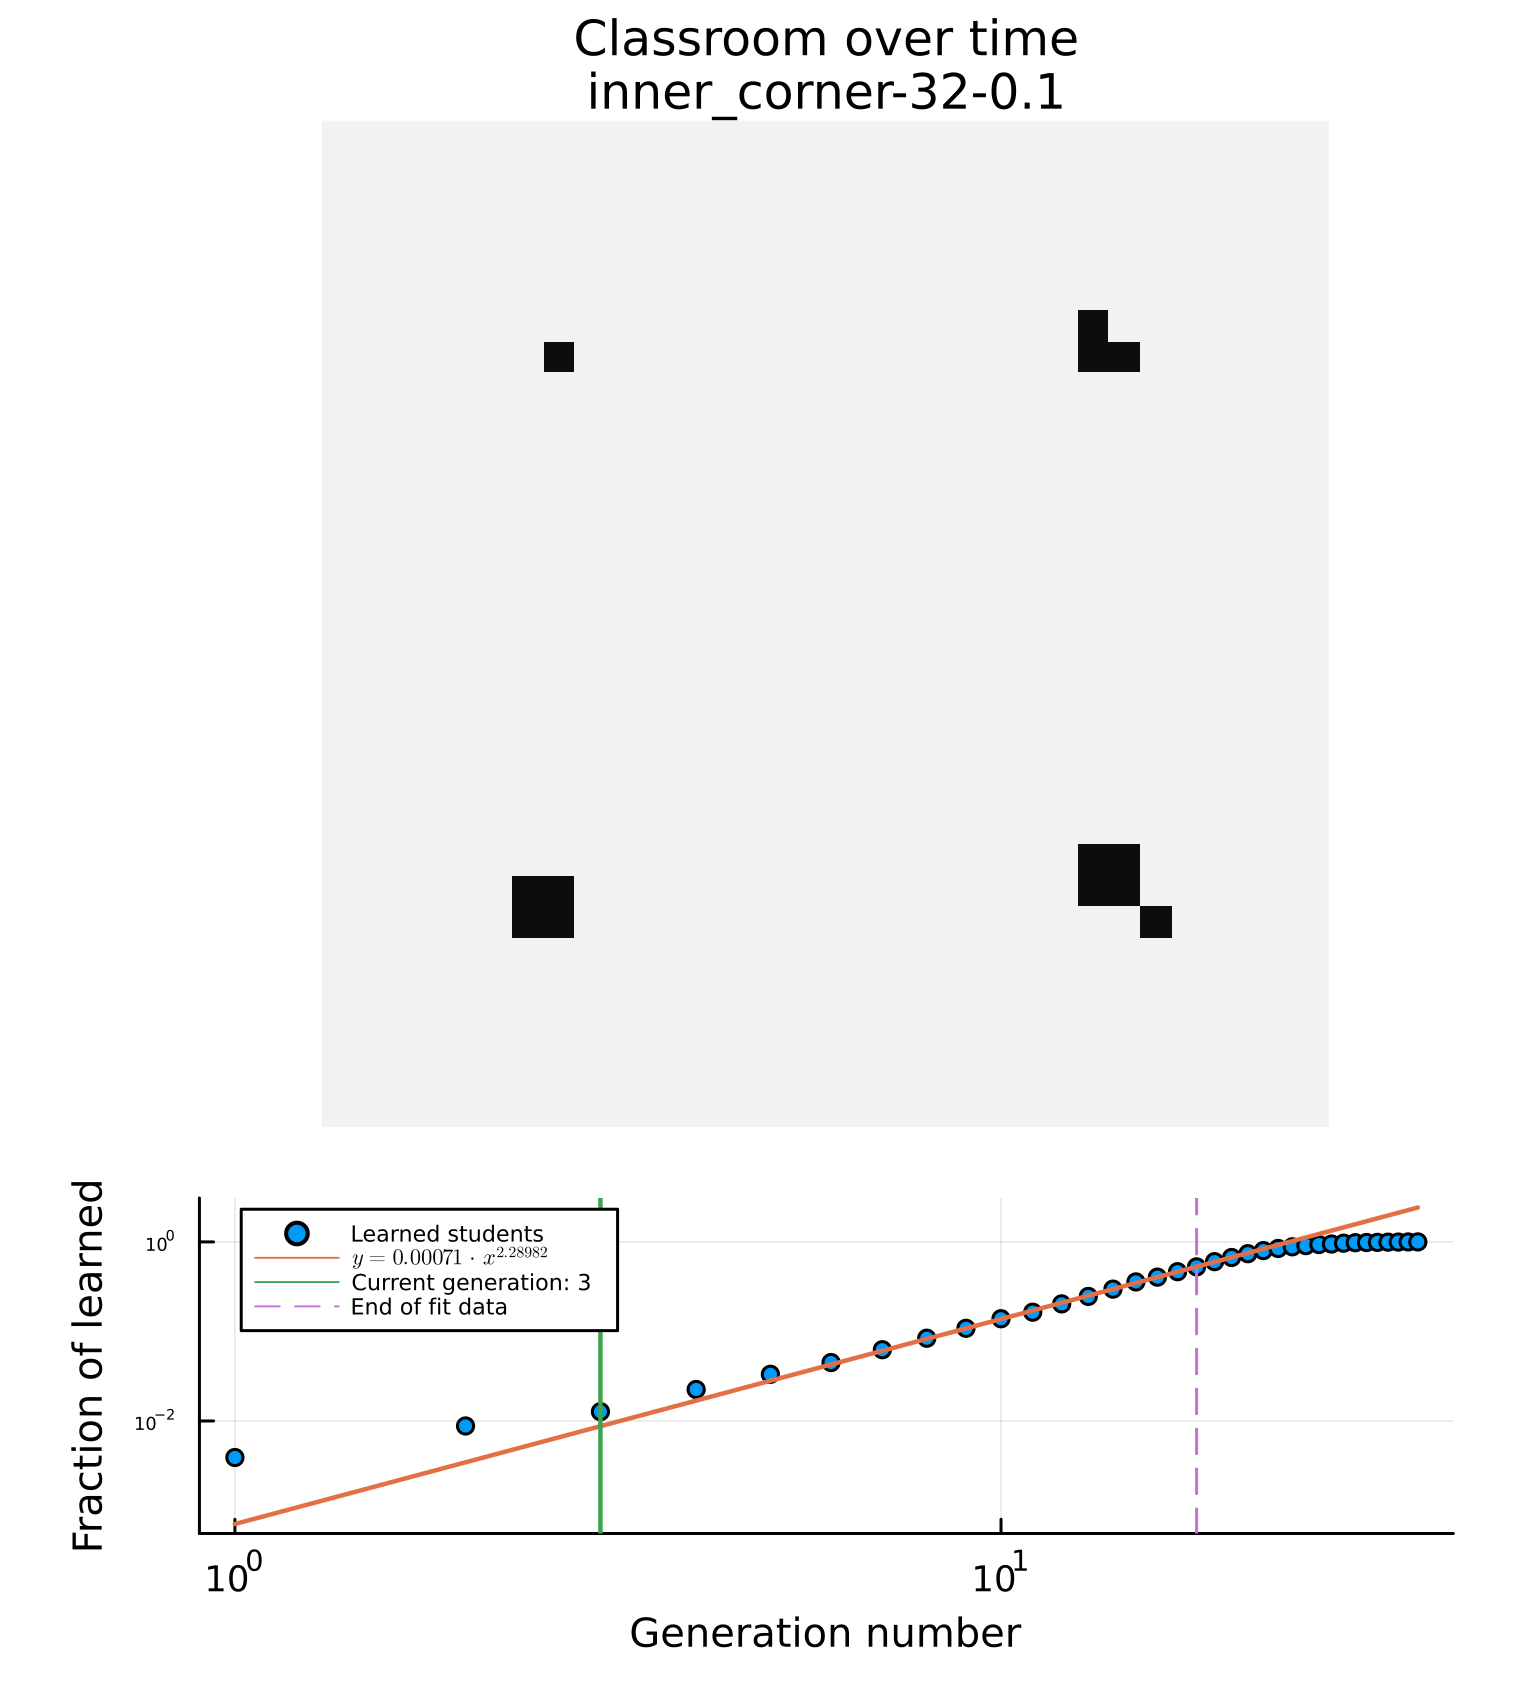 Classroom over time
inner_corner-32-0.1
Fraction of learned
10^0
10^-2
Learned students
y = 0.00071 · x^2.28982
Current generation: 3
End of fit data
10^0
10^1
Generation number